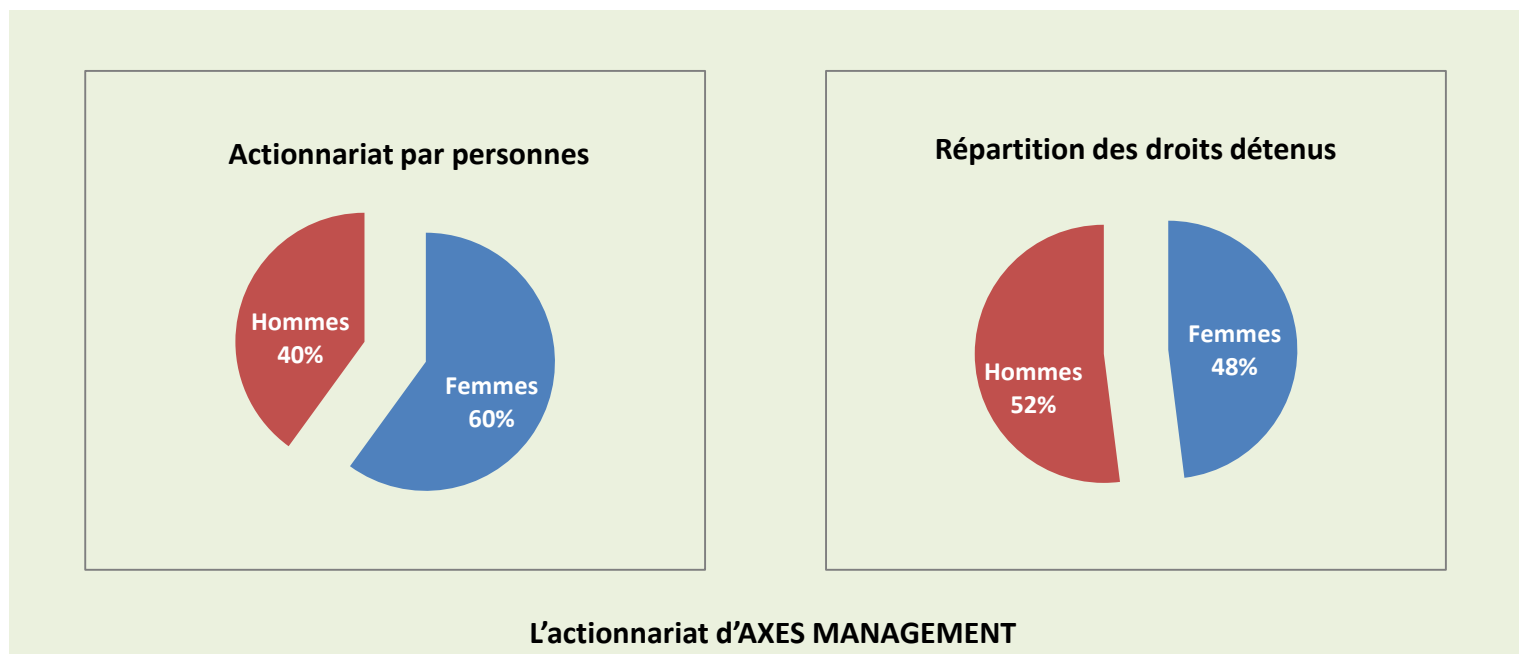 Actionnariat par personnes
Hommes
40%
Femmes
60%
Répartition des droits détenus
Hommes
52%
Femmes
48%
L’actionnariat d’AXES MANAGEMENT